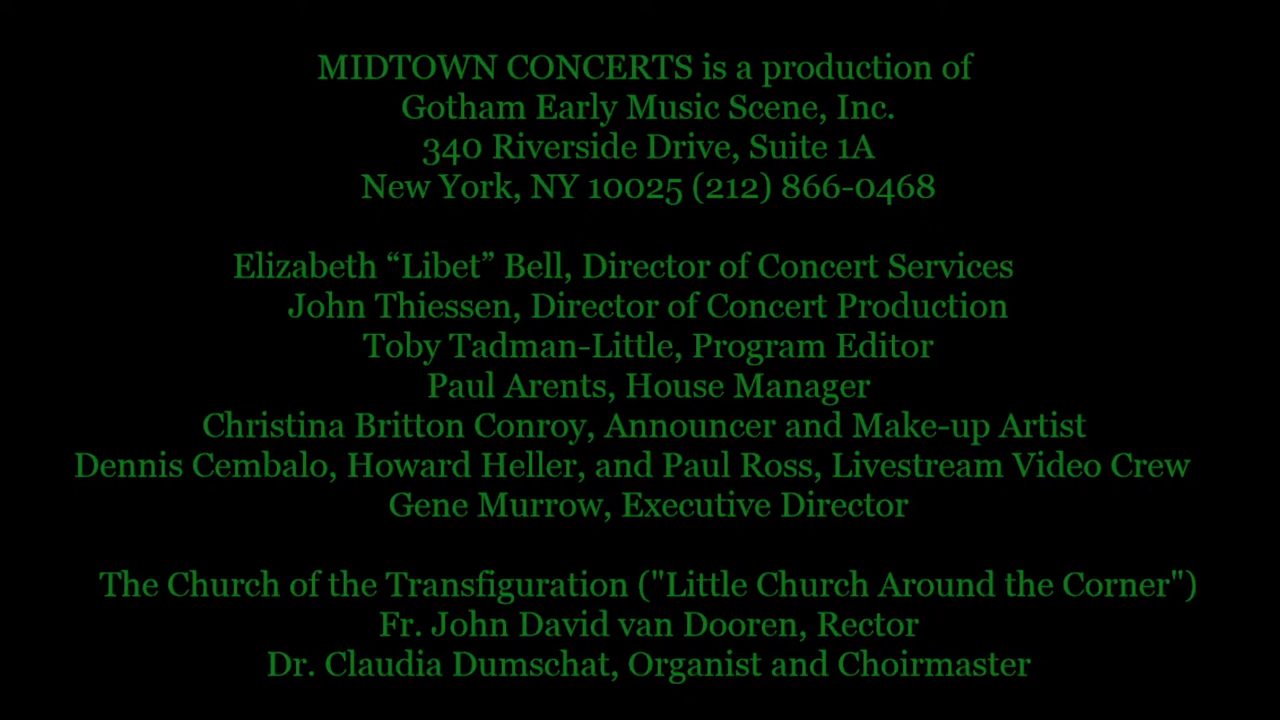 MIDTOWN CONCERTS is a production of
Gotham Early Music Scene, Inc.
340 Riverside Drive, Suite 1A
New York, NY 10025 (212) 866-0468
Elizabeth “Libet” Bell, Director of Concert Services
John Thiessen, Director of Concert Production
Toby Tadman-Little, Program Editor
Paul Arents, House Manager
Christina Britton Conroy, Announcer and Make-up Artist
Dennis Cembalo, Howard Heller, and Paul Ross, Livestream Video Crew
Gene Murrow, Executive Director
The Church of the Transfiguration ("Little Church Around the Corner")
Fr. John David van Dooren, Rector
Dr. Claudia Dumschat, Organist and Choirmaster